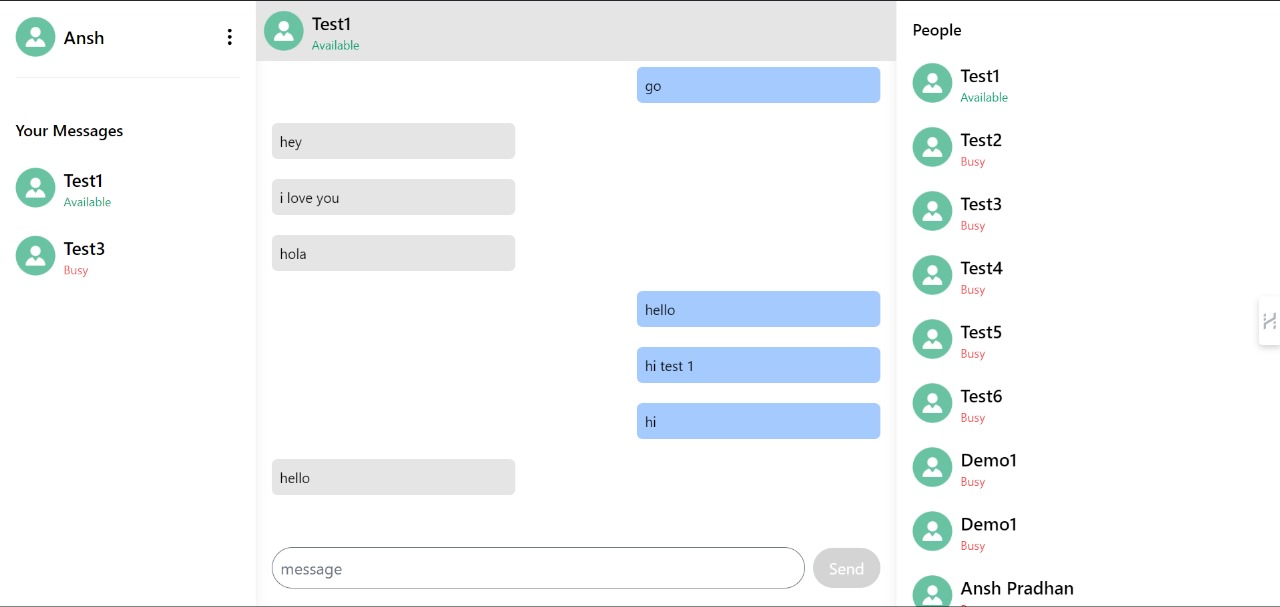 Ansh
Your Messages
Test1
Available
Test3
Busy
Test1
Available
go
hey
i love you
hola
hello
hi test 1
hi
hello
message
Send
People
Test1
Available
Test2
Busy
Test3
Busy
Test4
Busy
Test5
Busy
Test6
Busy
Demo1
Busy
Demo1
Busy
Ansh Pradhan